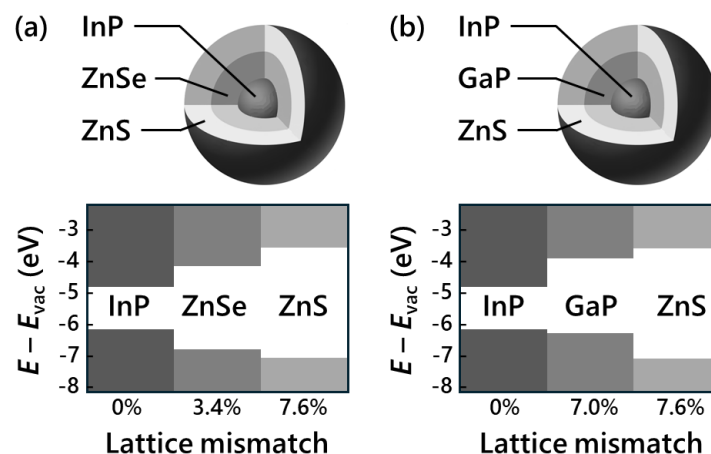 (a)
InP
ZnSe
ZnS
E − Evac (eV)
-3
-4
-5
-6
-7
-8
InP ZnSe ZnS
0% 3.4% 7.6%
Lattice mismatch
(b)
InP
GaP
ZnS
E − Evac (eV)
-3
-4
-5
-6
-7
-8
InP GaP ZnS
0% 7.0% 7.6%
Lattice mismatch